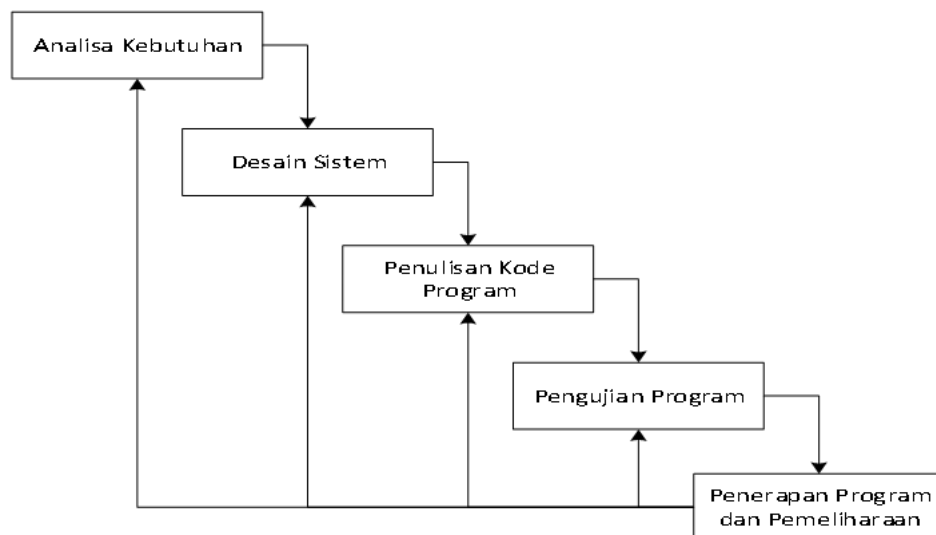 Analisa Kebutuhan
Desain Sistem
Penulisan Kode
Program
Pengujian Program
Penerapan Program
dan Pemeliharaan